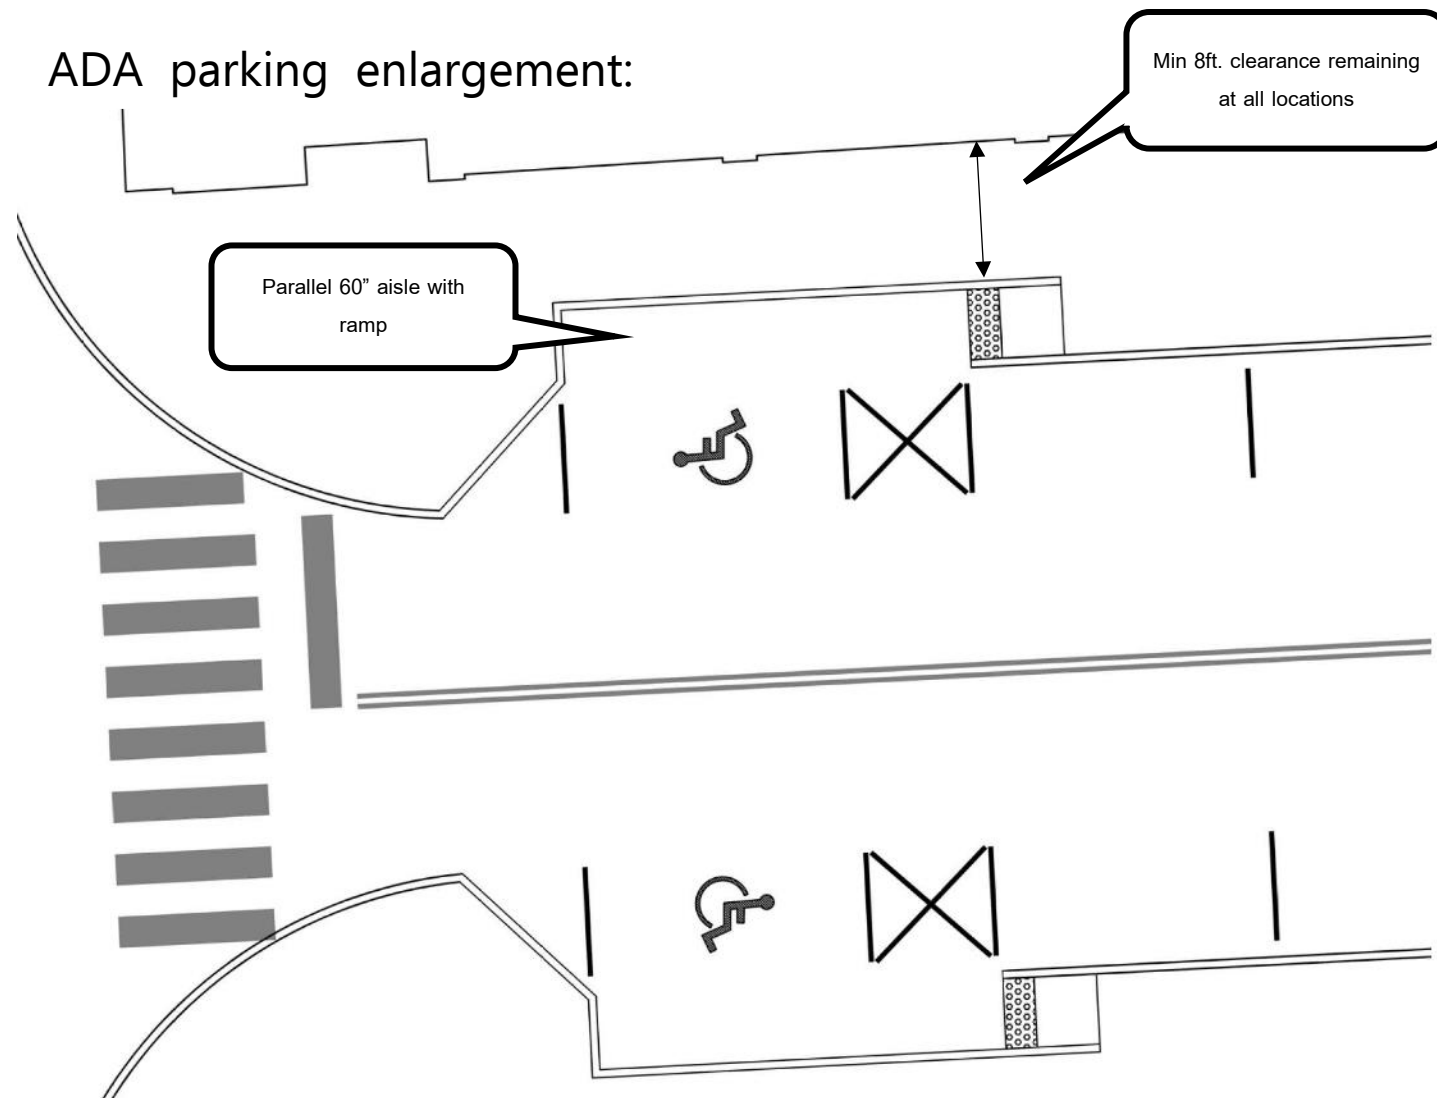 ADA parking enlargement:
Min 8ft. clearance remaining
at all locations
Parallel 60” aisle with
ramp